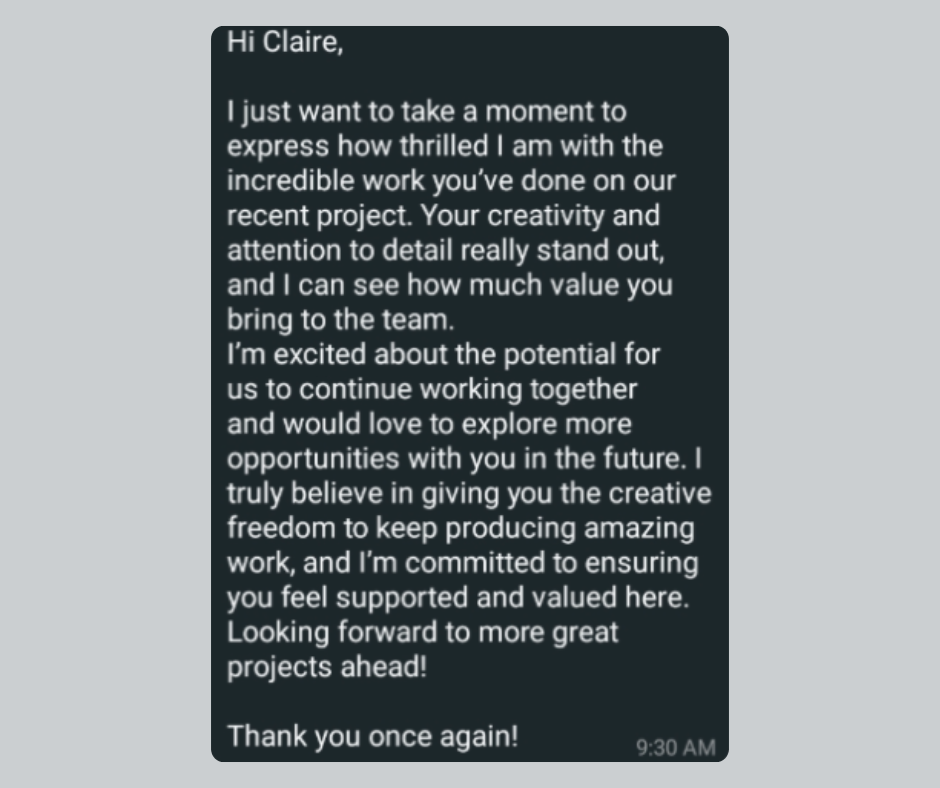 Hi Claire,
I just want to take a moment to
express how thrilled I am with the
incredible work you’ve done on our
recent project. Your creativity and
attention to detail really stand out,
and I can see how much value you
bring to the team.
I’m excited about the potential for
us to continue working together
and would love to explore more
opportunities with you in the future. I
truly believe in giving you the creative
freedom to keep producing amazing
work, and I’m committed to ensuring
you feel supported and valued here.
Looking forward to more great
projects ahead!
Thank you once again!
9:30 AM